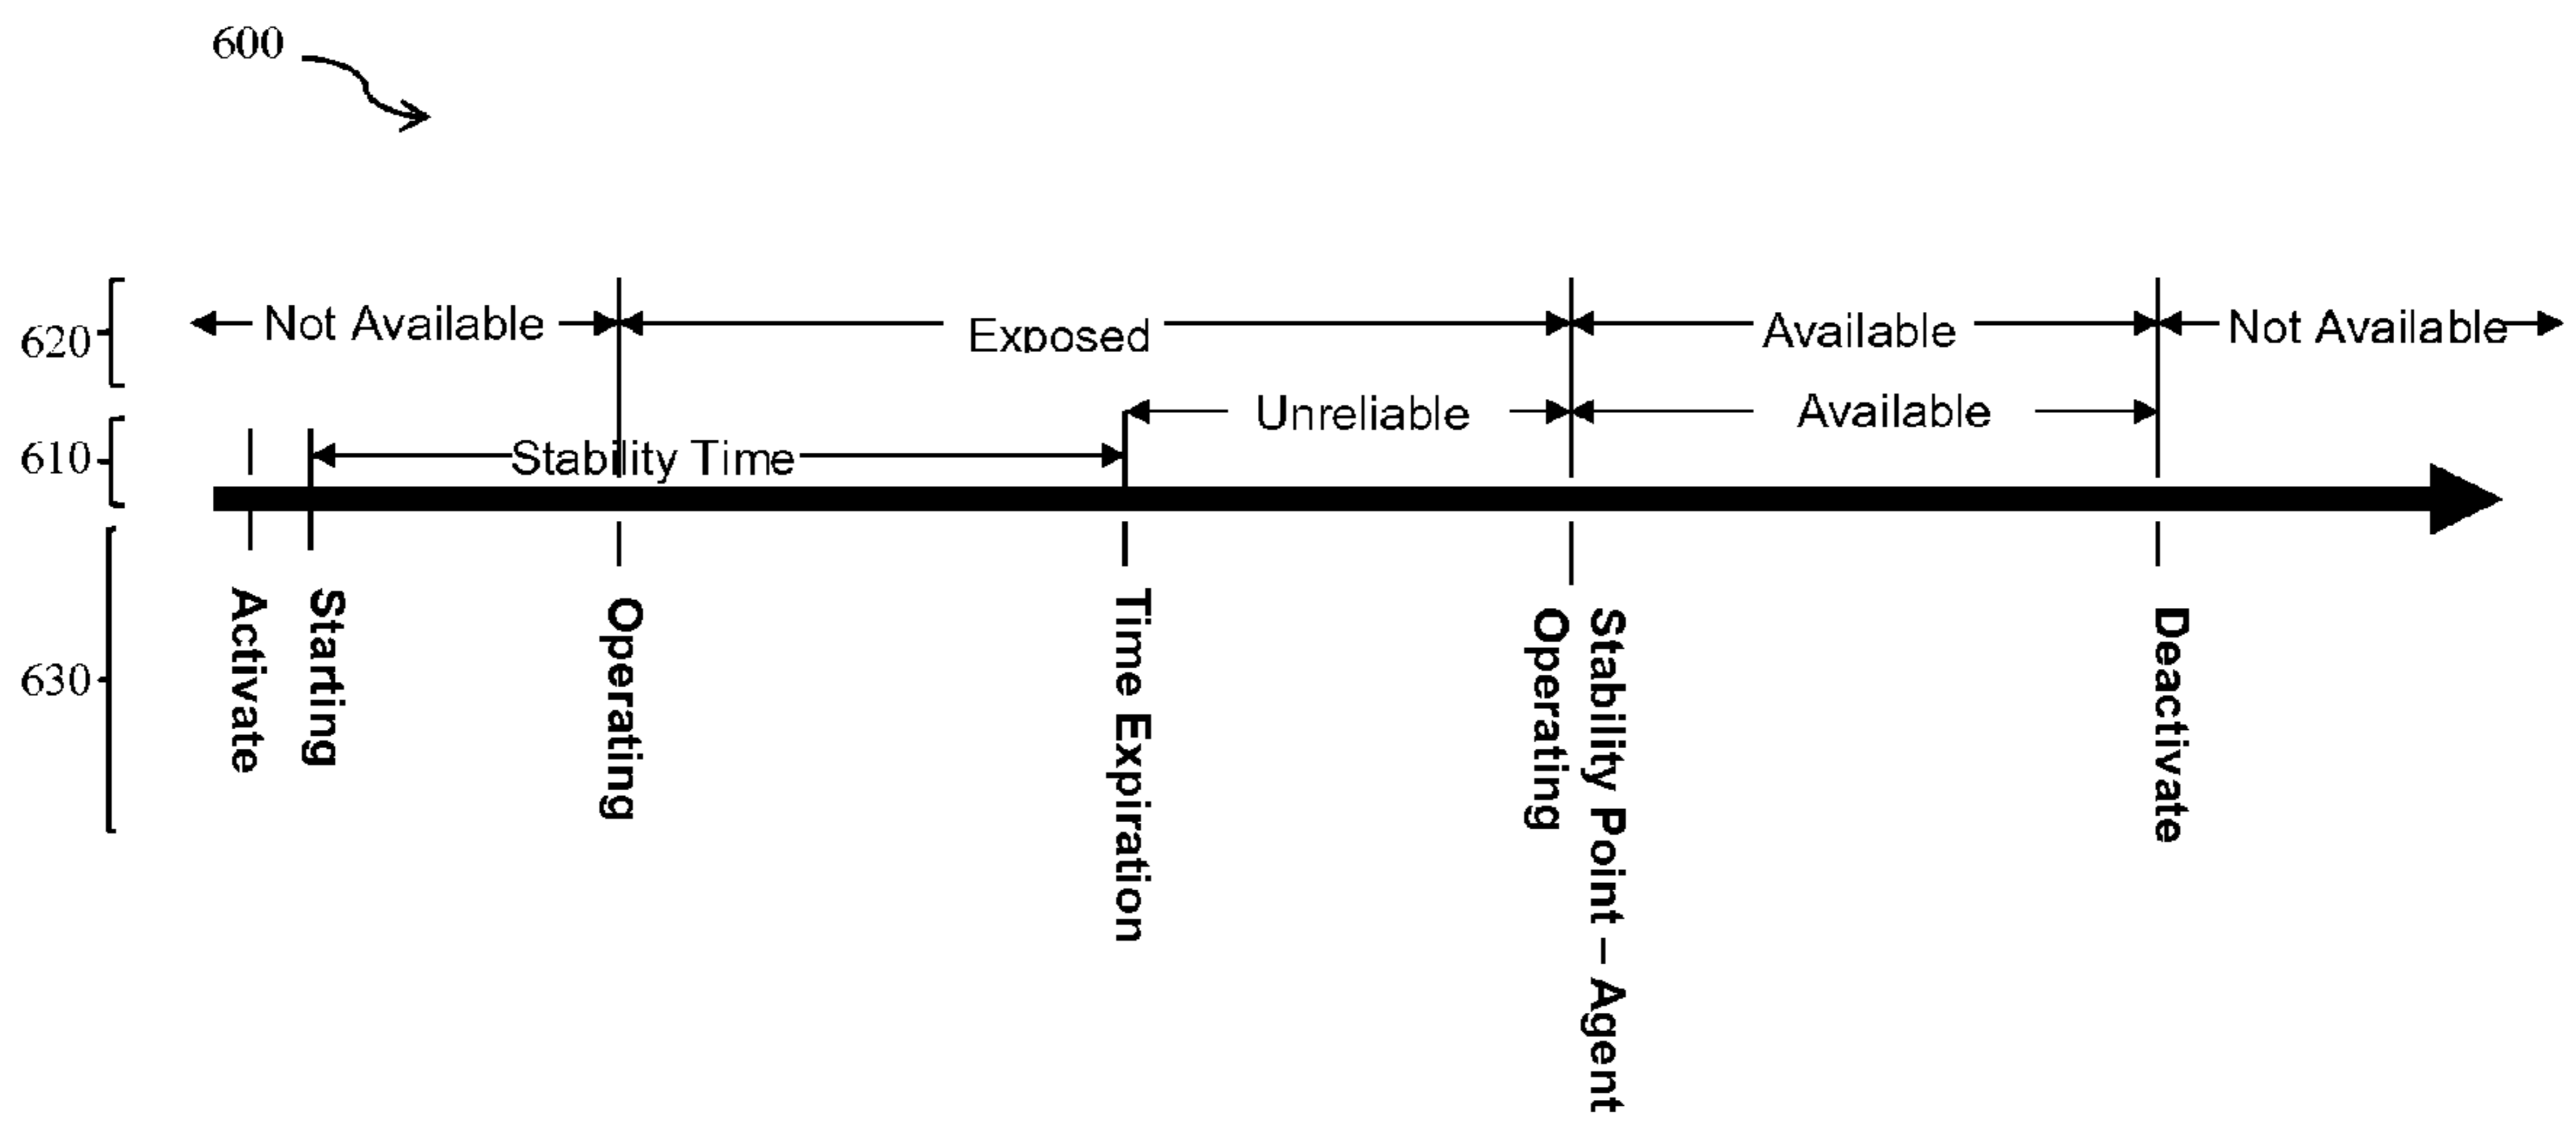 600
620
Not Available
Exposed
Available
Not Available
610
Unreliable
Available
Stability Time
630
Activate
Starting
Operating
Time Expiration
Stability Point – Agent
Operating
Deactivate